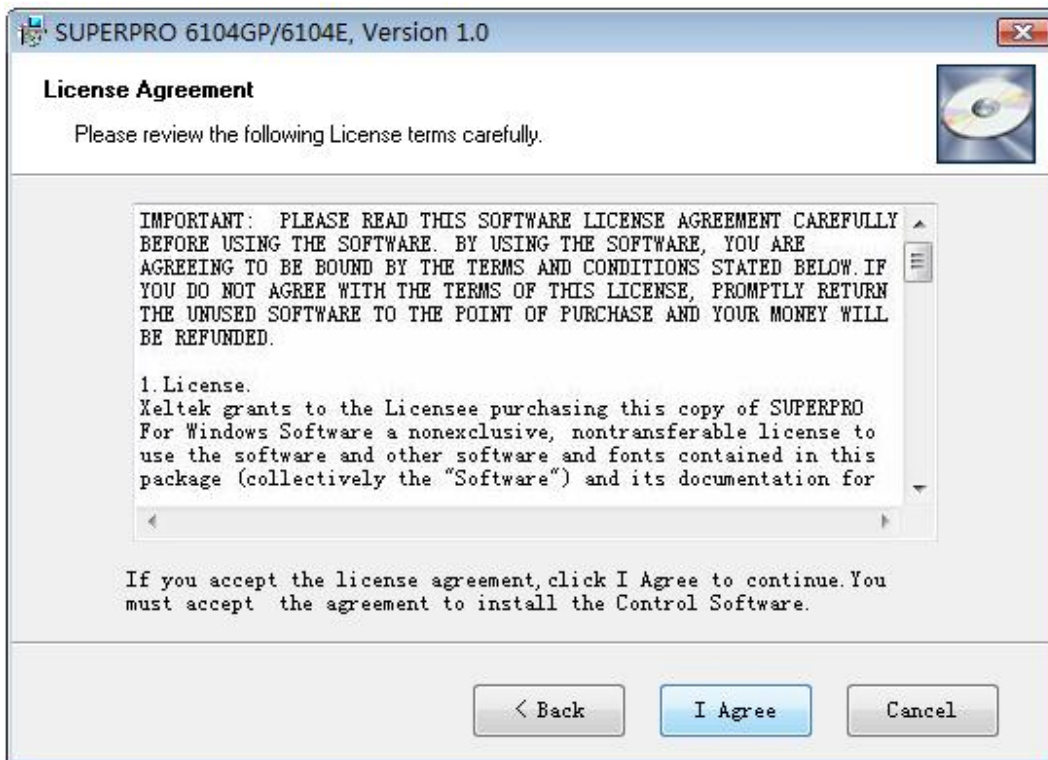 SUPERPRO 6104GP/6104E, Version 1.0
License Agreement
Please review the following License terms carefully.
IMPORTANT:  PLEASE READ THIS SOFTWARE LICENSE AGREEMENT CAREFULLY
BEFORE USING THE SOFTWARE. BY USING THE SOFTWARE, YOU ARE
AGREEING TO BE BOUND BY THE TERMS AND CONDITIONS STATED BELOW.IF
YOU DO NOT AGREE WITH THE TERMS OF THIS LICENSE, PROMPTLY RETURN
THE UNUSED SOFTWARE TO THE POINT OF PURCHASE AND YOUR MONEY WILL
BE REFUNDED.
1.License.
Xeltek grants to the Licensee purchasing this copy of SUPERPRO
For Windows Software a nonexclusive, nontransferable license to
use the software and other software and fonts contained in this
package (collectively the "Software") and its documentation for
If you accept the license agreement,click I Agree to continue.You
must accept  the agreement to install the Control Software.
< Back
I Agree
Cancel